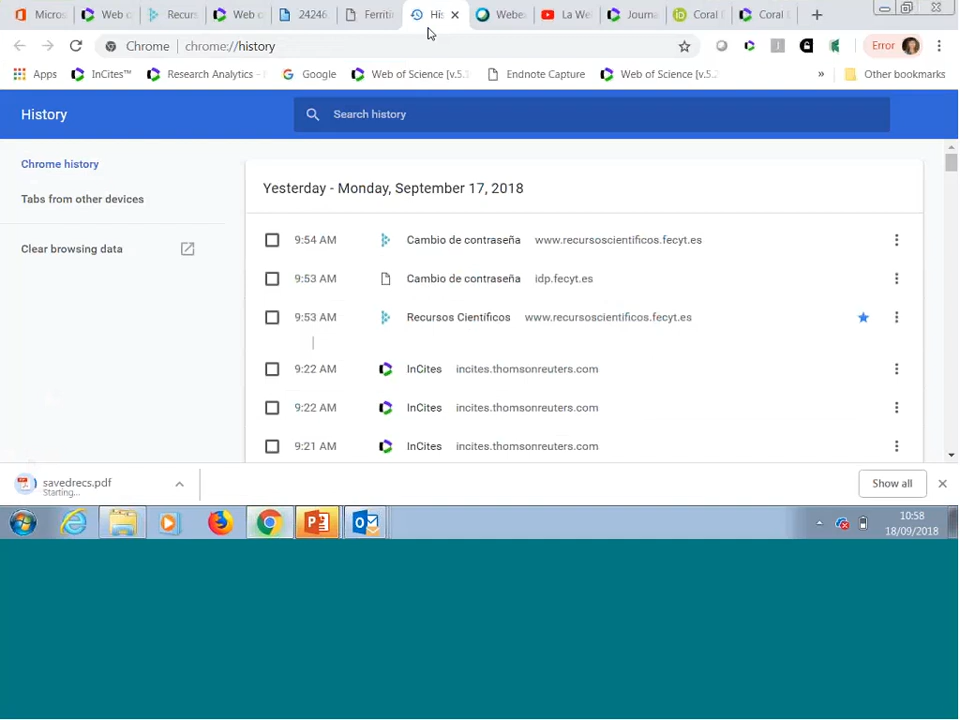 Micros Web o Recurs Web o 24246 Ferriti His Webex La We Journa Coral Coral
Chrome chrome://history Error
Apps InCites™ Research Analytics - Google Web of Science [v.5. Endnote Capture Web of Science [v.5. » Other bookmarks
History Search history
Chrome history
Tabs from other devices
Clear browsing data
Yesterday - Monday, September 17, 2018
9:54 AM Cambio de contraseña www.recursoscientificos.fecyt.es
9:53 AM Cambio de contraseña idp.fecyt.es
9:53 AM Recursos Científicos www.recursoscientificos.fecyt.es
9:22 AM InCites incites.thomsonreuters.com
9:22 AM InCites incites.thomsonreuters.com
9:21 AM InCites incites.thomsonreuters.com
savedrecs.pdf
Starting...
Show all
10:58
18/09/2018